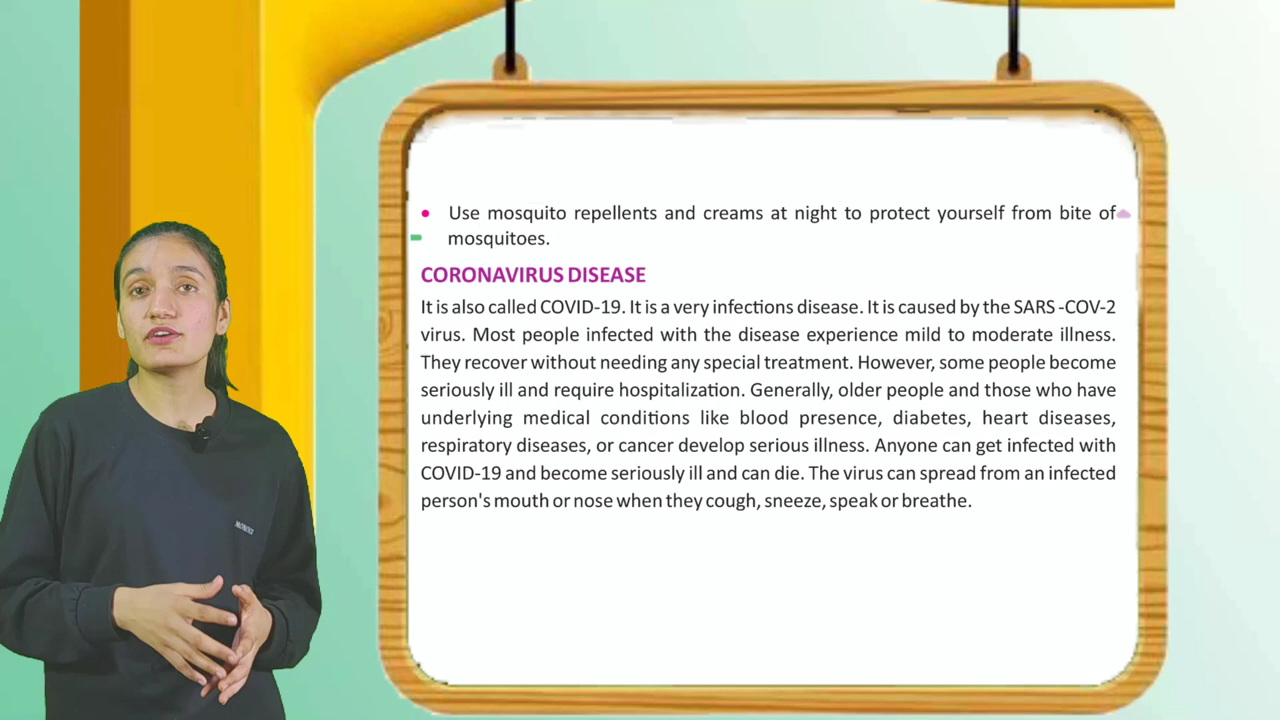 Use mosquito repellents and creams at night to protect yourself from bite of
mosquitoes.
CORONAVIRUS DISEASE
It is also called COVID-19. It is a very infections disease. It is caused by the SARS -COV-2
virus. Most people infected with the disease experience mild to moderate illness.
They recover without needing any special treatment. However, some people become
seriously ill and require hospitalization. Generally, older people and those who have
underlying medical conditions like blood presence, diabetes, heart diseases,
respiratory diseases, or cancer develop serious illness. Anyone can get infected with
COVID-19 and become seriously ill and can die. The virus can spread from an infected
person's mouth or nose when they cough, sneeze, speak or breathe.